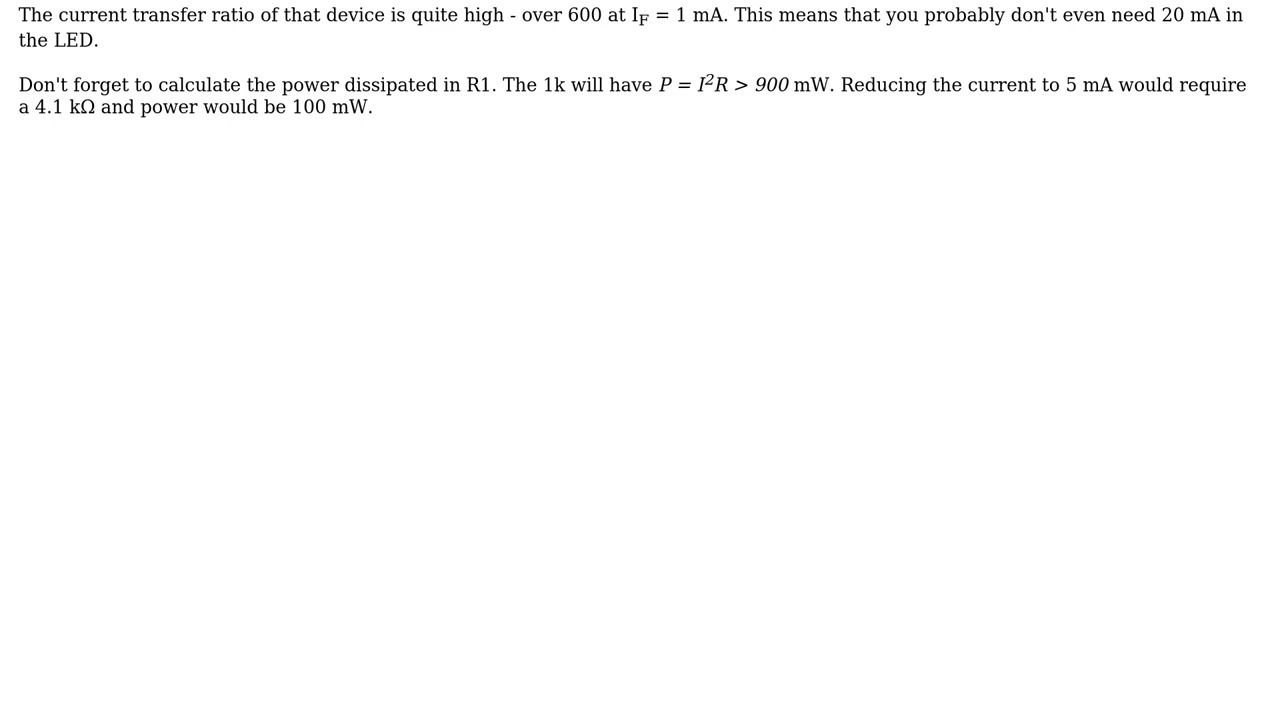 The current transfer ratio of that device is quite high - over 600 at I_F = 1 mA. This means that you probably don't even need 20 mA in
the LED.
Don't forget to calculate the power dissipated in R1. The 1k will have P = I²R > 900 mW. Reducing the current to 5 mA would require
a 4.1 kΩ and power would be 100 mW.